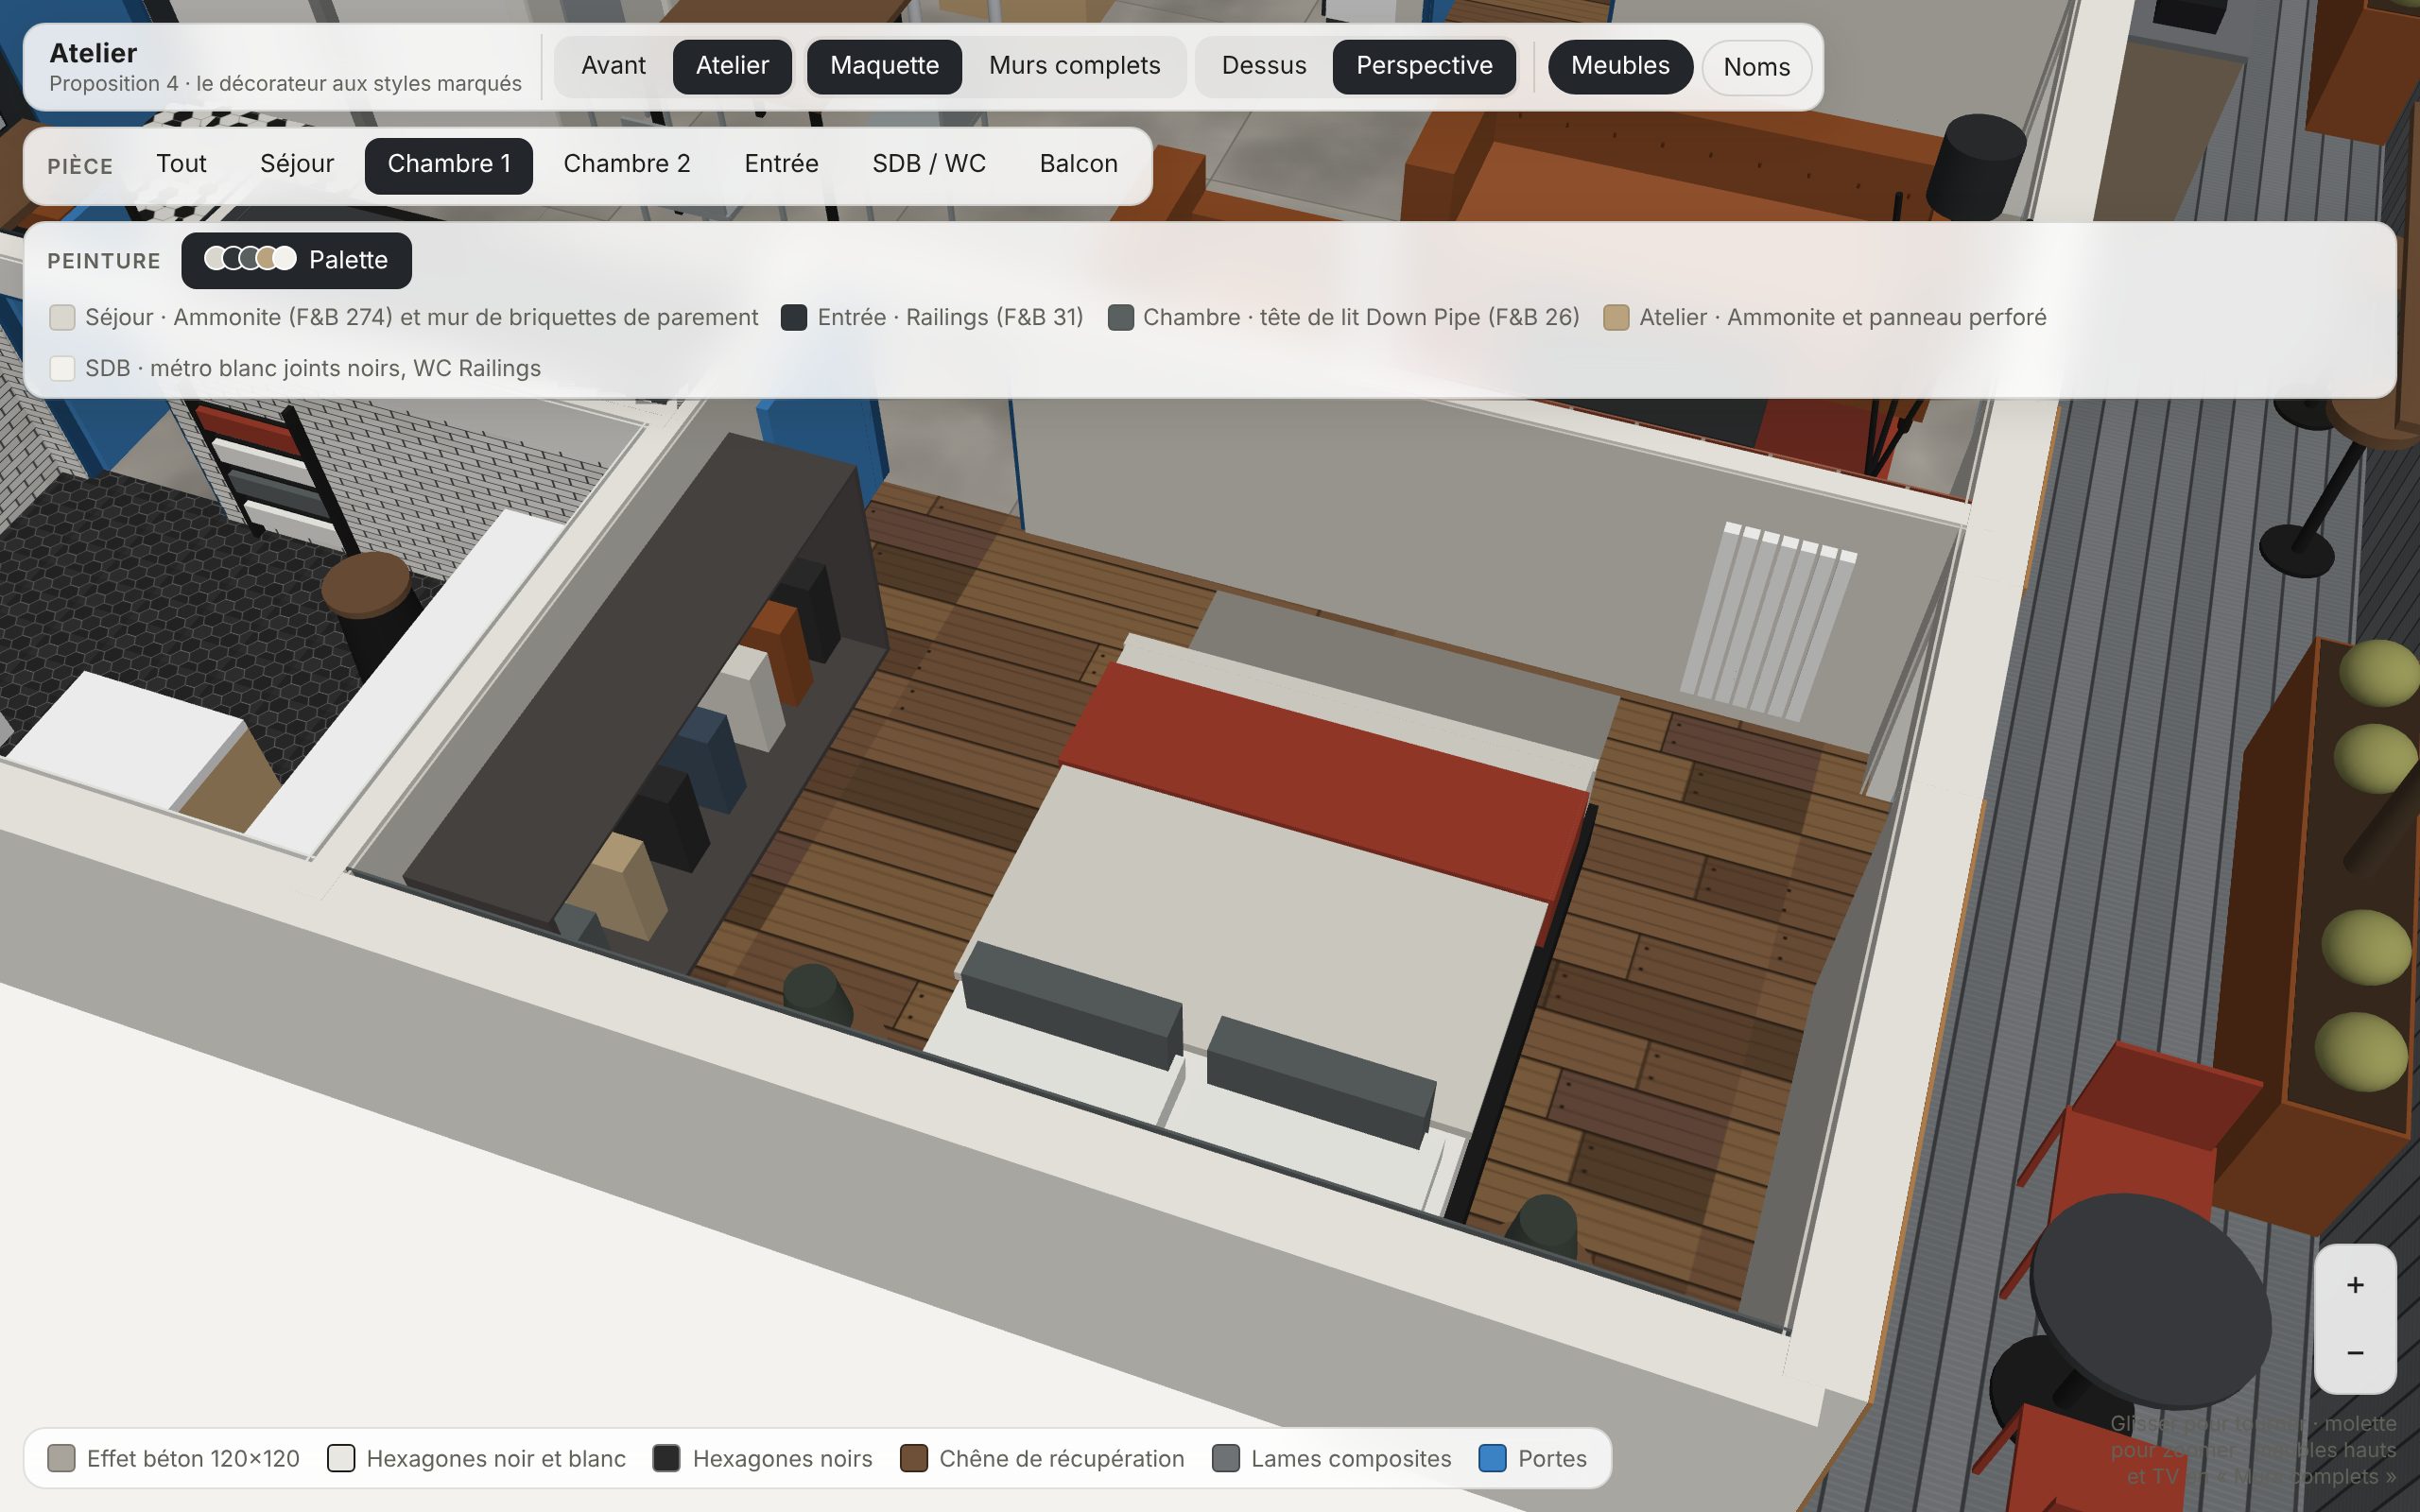 Atelier
Proposition 4 · le décorateur aux styles marqués
Avant Atelier Maquette Murs complets Dessus Perspective Meubles Noms
PIÈCE Tout Séjour Chambre 1 Chambre 2 Entrée SDB / WC Balcon
PEINTURE Palette
Séjour · Ammonite (F&B 274) et mur de briquettes de parement Entrée · Railings (F&B 31) Chambre · tête de lit Down Pipe (F&B 26) Atelier · Ammonite et panneau perforé
SDB · métro blanc joints noirs, WC Railings
+
−
Glisser pour · molette
pour hauts
et TV complets »
Effet béton 120×120 Hexagones noir et blanc Hexagones noirs Chêne de récupération Lames composites Portes